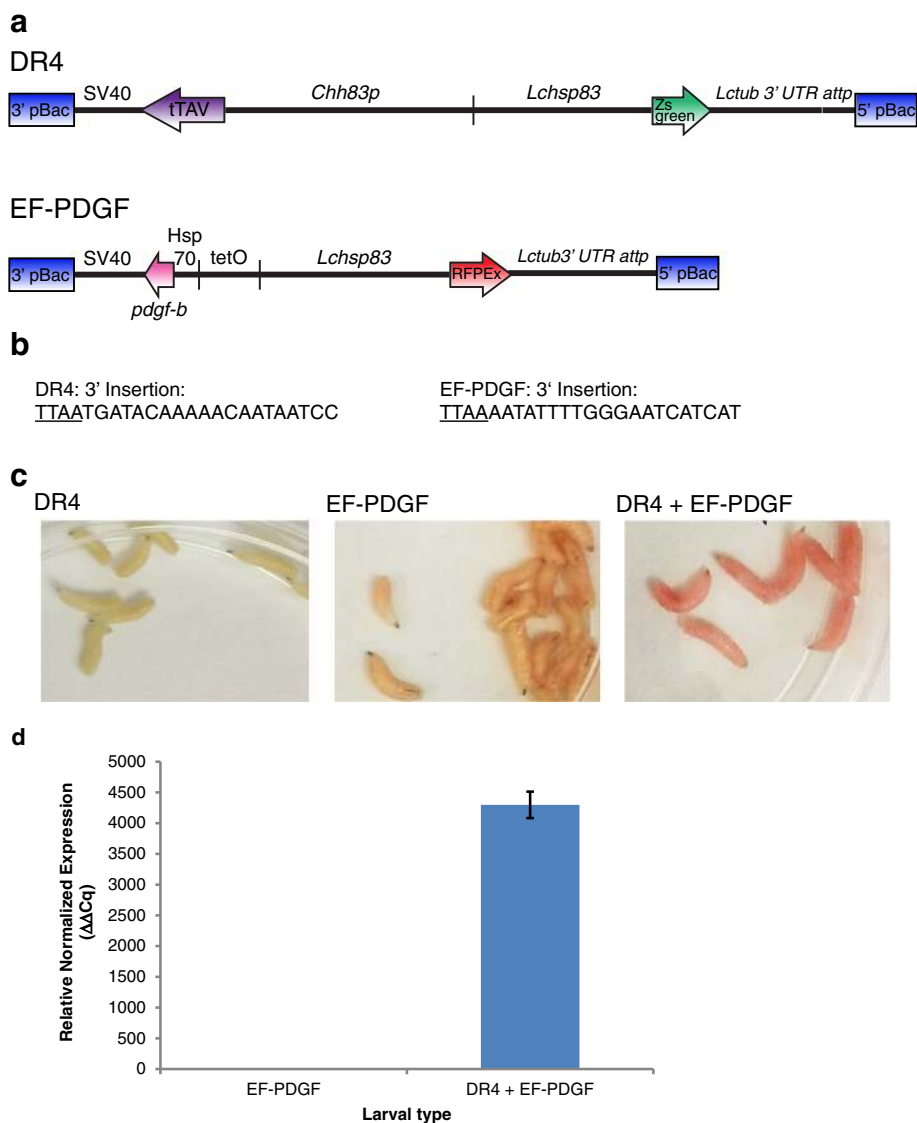 a
DR4
3' pBac
SV40
tTAV
Chh83p
Lchsp83
Zs
green
Lctub 3' UTR attp
5' pBac
EF-PDGF
3' pBac
SV40
pdgf-b
Hsp
70
tetO
Lchsp83
RFPEx
Lctub3' UTR attp
5' pBac
b
DR4: 3' Insertion:
TTAATGATACAAAAACAATAATCC
EF-PDGF: 3' Insertion:
TTAAAATATTTTGGGAATCATCAT
c
DR4
EF-PDGF
DR4 + EF-PDGF
d
Relative Normalized Expression
(ΔΔCq)
5000
4500
4000
3500
3000
2500
2000
1500
1000
500
0
EF-PDGF
DR4 + EF-PDGF
Larval type